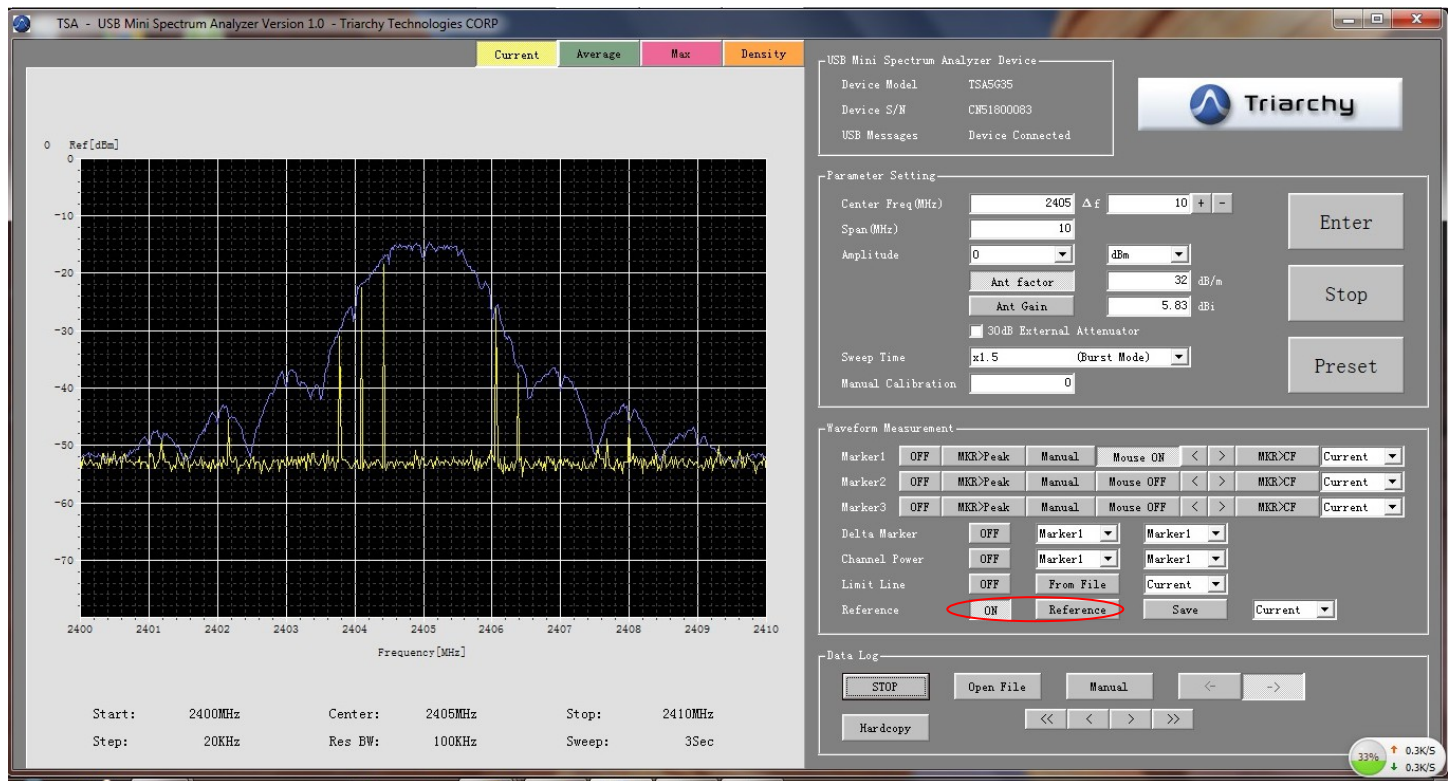 TSA - USB Mini Spectrum Analyzer Version 1.0 - Triarchy Technologies CORP
Current Average Max Density
0 Ref[dBm]
0
-10
-20
-30
-40
-50
-60
-70
2400 2401 2402 2403 2404 2405 2406 2407 2408 2409 2410
Frequency[MHz]
Start: 2400MHz Center: 2405MHz Stop: 2410MHz
Step: 20KHz Res BW: 100KHz Sweep: 3Sec
USB Mini Spectrum Analyzer Device
Device Model TSA5G35
Device S/N CN51800083
USB Messages Device Connected
Triarchy
Parameter Setting
Center Freq(MHz) 2405 Δf 10 + -
Span(MHz) 10
Amplitude 0 dBm
Ant factor 32 dB/m
Ant Gain 5.83 dBi
30dB External Attenuator
Sweep Time x1.5 (Burst Mode)
Manual Calibration 0
Enter
Stop
Preset
Waveform Measurement
Marker1 OFF MKR>Peak Manual Mouse ON < > MKR>CF Current
Marker2 OFF MKR>Peak Manual Mouse OFF < > MKR>CF Current
Marker3 OFF MKR>Peak Manual Mouse OFF < > MKR>CF Current
Delta Marker OFF Marker1 Marker1
Channel Power OFF Marker1 Marker1
Limit Line OFF From File Current
Reference ON Reference Save Current
Data Log
STOP Open File Manual <- ->
Hardcopy << < > >>
33% 0.3K/S
0.3K/S